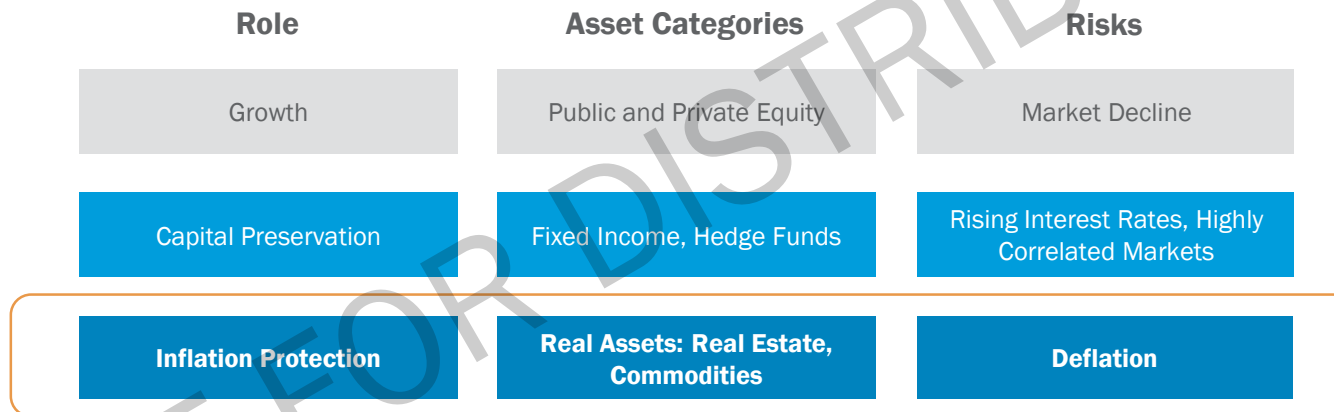 Role Asset Categories Risks
Growth Public and Private Equity Market Decline
Capital Preservation Fixed Income, Hedge Funds Rising Interest Rates, Highly
Correlated Markets
Inflation Protection Real Assets: Real Estate,
Commodities Deflation
FOR DISTRIB